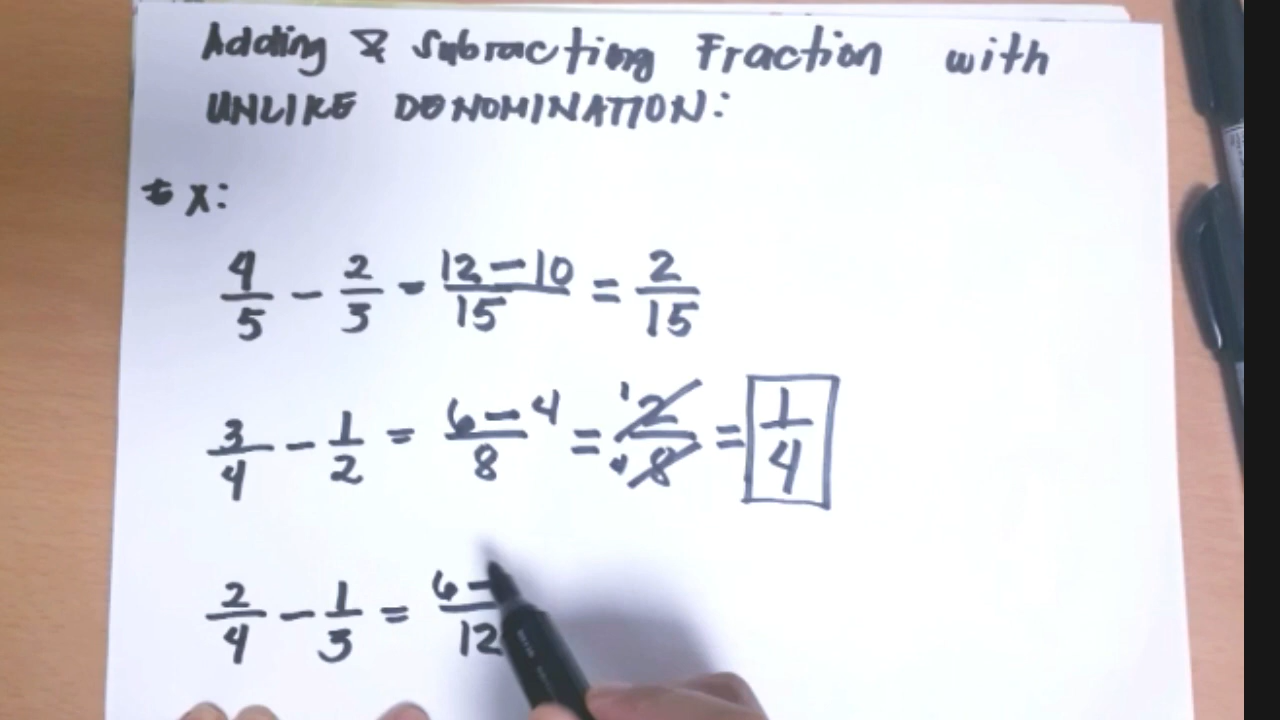 Adding & Subracting Fraction with
UNLIKE DENOMINATION:
Ex:
4/5 - 2/3 = 12-10/15 = 2/15
3/4 - 1/2 = 6-4/8 = 2/8 = 1/4
2/4 - 1/3 = 6-/12